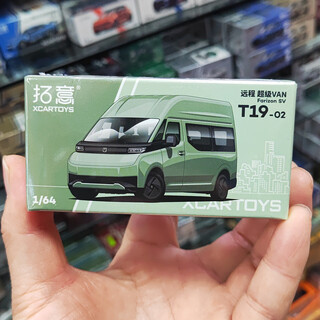 拓意
XCARTOYS
远程 超级VAN
Farizon SV
T19-02
1/64
XCARTOYS